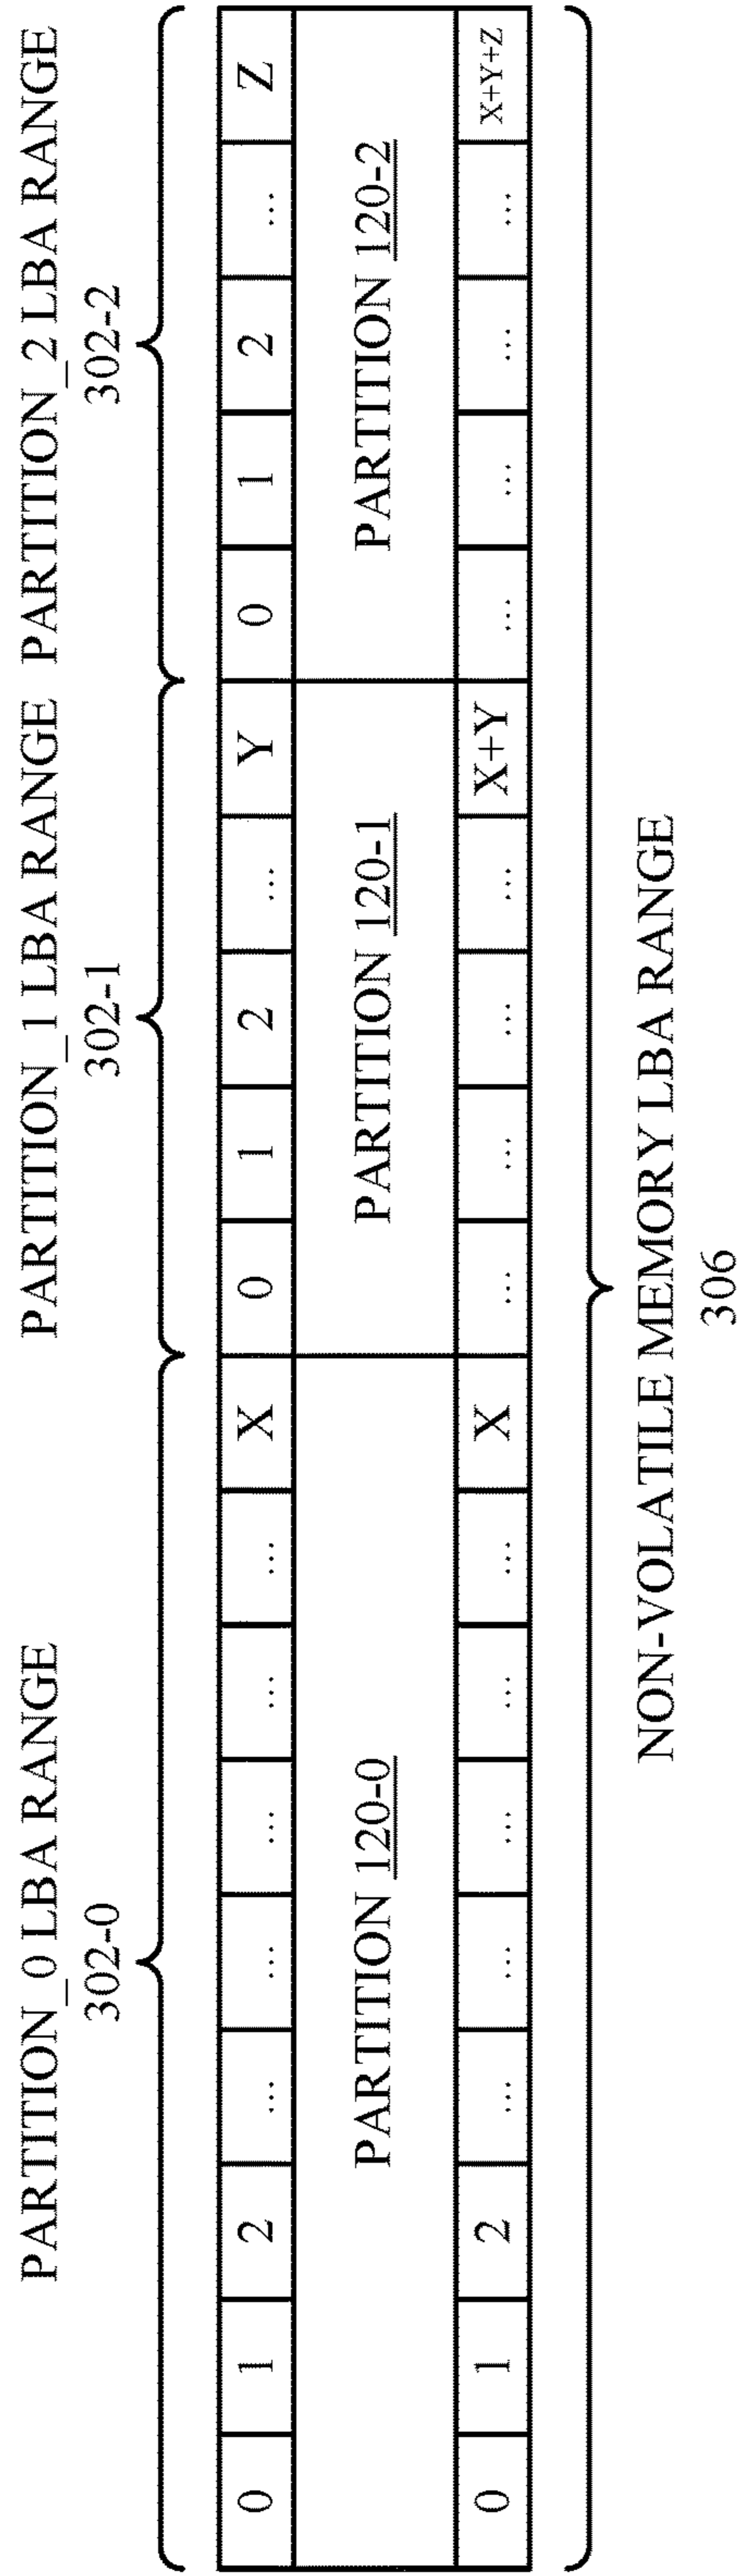 PARTITION_0 LBA RANGE PARTITION_1 LBA RANGE PARTITION_2 LBA RANGE
302-0 302-1 302-2
0 1 2 ... ... ... ... ... X 0 1 2 ... Y 0 1 2 ... Z
PARTITION 120-0 PARTITION 120-1 PARTITION 120-2
0 1 2 ... ... ... ... ... X ... ... ... ... X+Y ... ... ... ... X+Y+Z
NON-VOLATILE MEMORY LBA RANGE
306